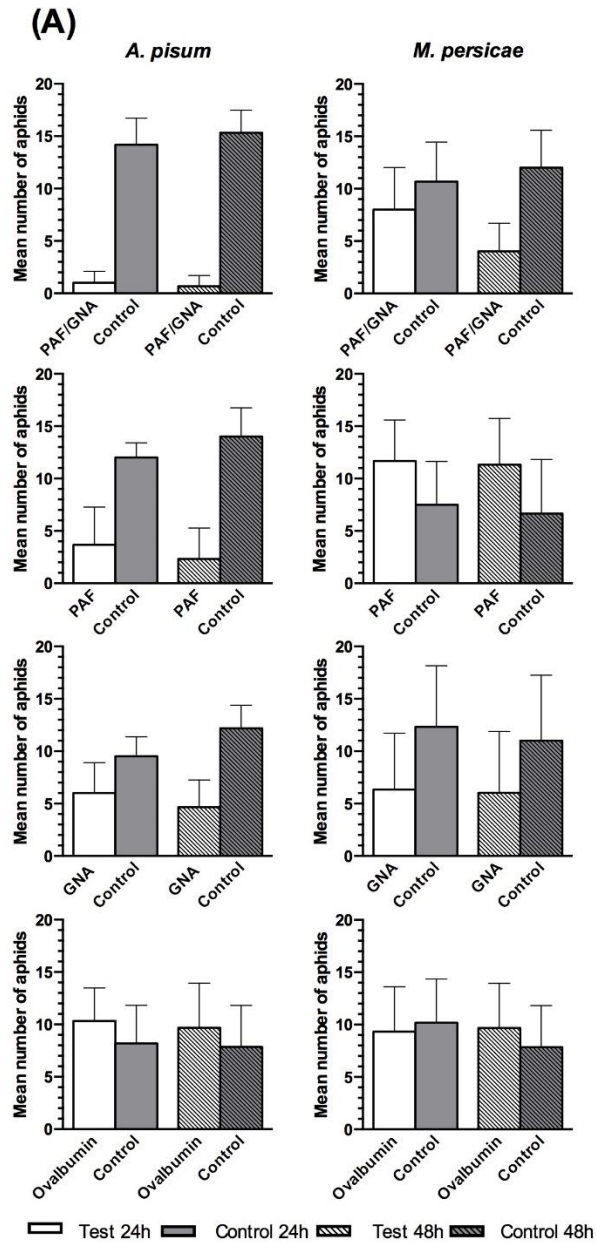 (A)
A. pisum
M. persicae
Mean number of aphids
20
15
10
5
0
PAF/GNA
Control
PAF/GNA
Control
Mean number of aphids
20
15
10
5
0
PAF/GNA
Control
PAF/GNA
Control
Mean number of aphids
20
15
10
5
0
PAF
Control
PAF
Control
Mean number of aphids
20
15
10
5
0
PAF
Control
PAF
Control
Mean number of aphids
20
15
10
5
0
GNA
Control
GNA
Control
Mean number of aphids
20
15
10
5
0
GNA
Control
GNA
Control
Mean number of aphids
20
15
10
5
0
Ovalbumin
Control
Ovalbumin
Control
Mean number of aphids
20
15
10
5
0
Ovalbumin
Control
Ovalbumin
Control
Test 24h Control 24h Test 48h Control 48h